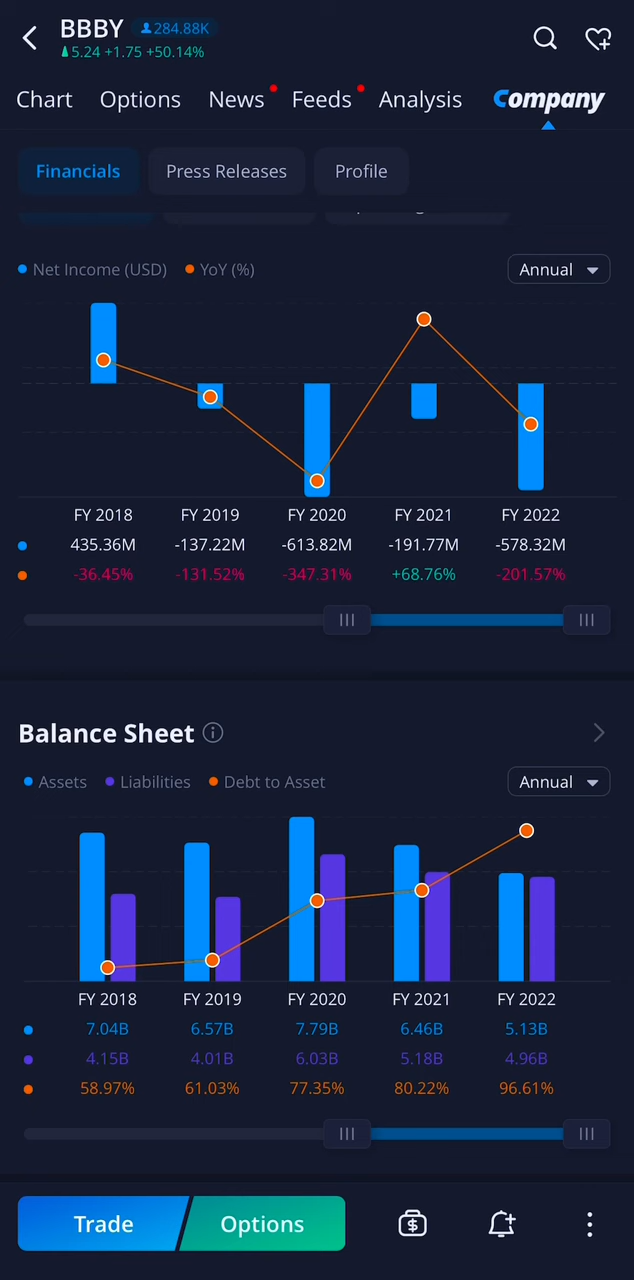 BBBY 284.88K
5.24 +1.75 +50.14%
Chart Options News Feeds Analysis Company
Financials Press Releases Profile
Net Income (USD) YoY (%) Annual
FY 2018 FY 2019 FY 2020 FY 2021 FY 2022
435.36M -137.22M -613.82M -191.77M -578.32M
-36.45% -131.52% -347.31% +68.76% -201.57%
Balance Sheet
Assets Liabilities Debt to Asset Annual
FY 2018 FY 2019 FY 2020 FY 2021 FY 2022
7.04B 6.57B 7.79B 6.46B 5.13B
4.15B 4.01B 6.03B 5.18B 4.96B
58.97% 61.03% 77.35% 80.22% 96.61%
Trade Options